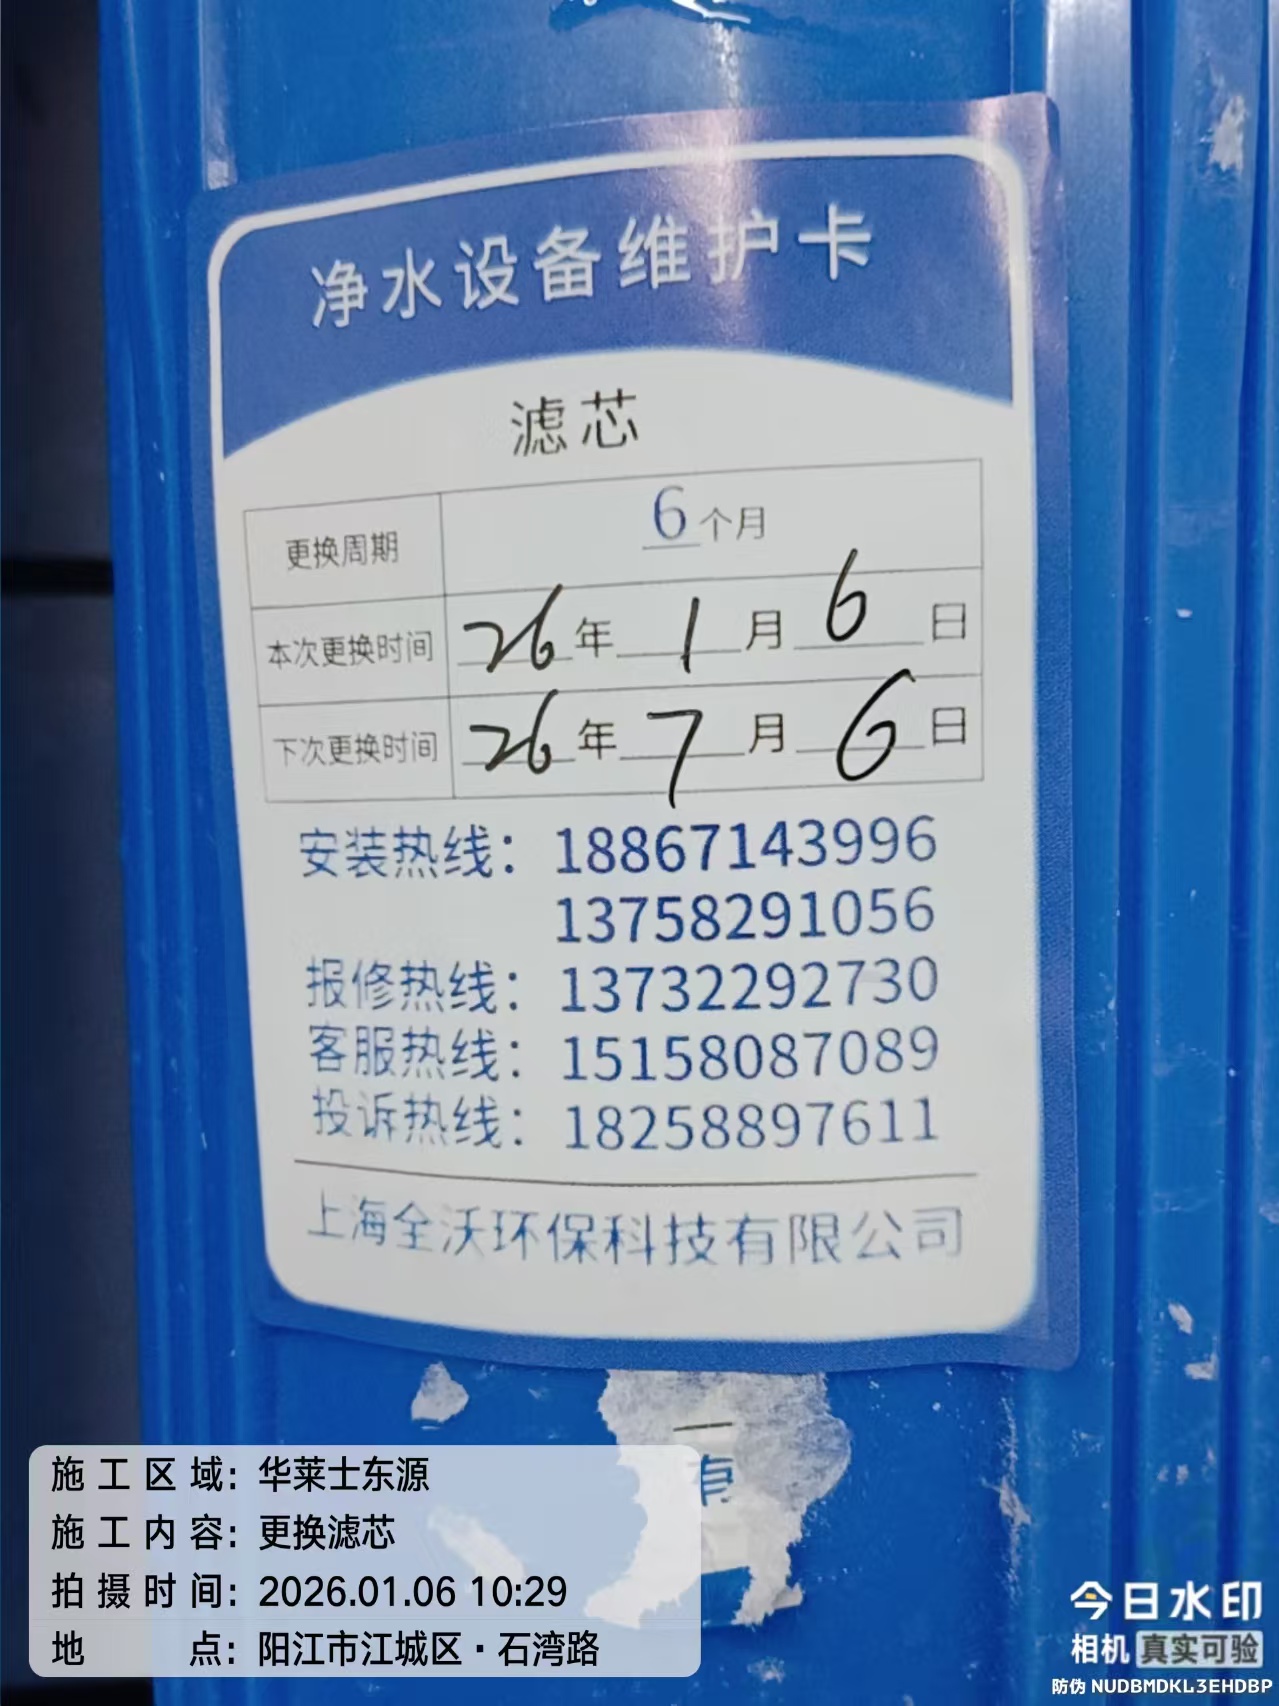 净水设备维护卡
滤芯
更换周期 6个月
本次更换时间 26年1月6日
下次更换时间 26年7月6日
安装热线：18867143996
13758291056
报修热线：13732292730
客服热线：15158087089
投诉热线：18258897611
上海全沃环保科技有限公司
有
施工区域：华莱士东源
施工内容：更换滤芯
拍摄时间：2026.01.06 10:29
地点：阳江市江城区·石湾路
今日水印
相机 真实可验
防伪 NUDBMDKL3EHDBP